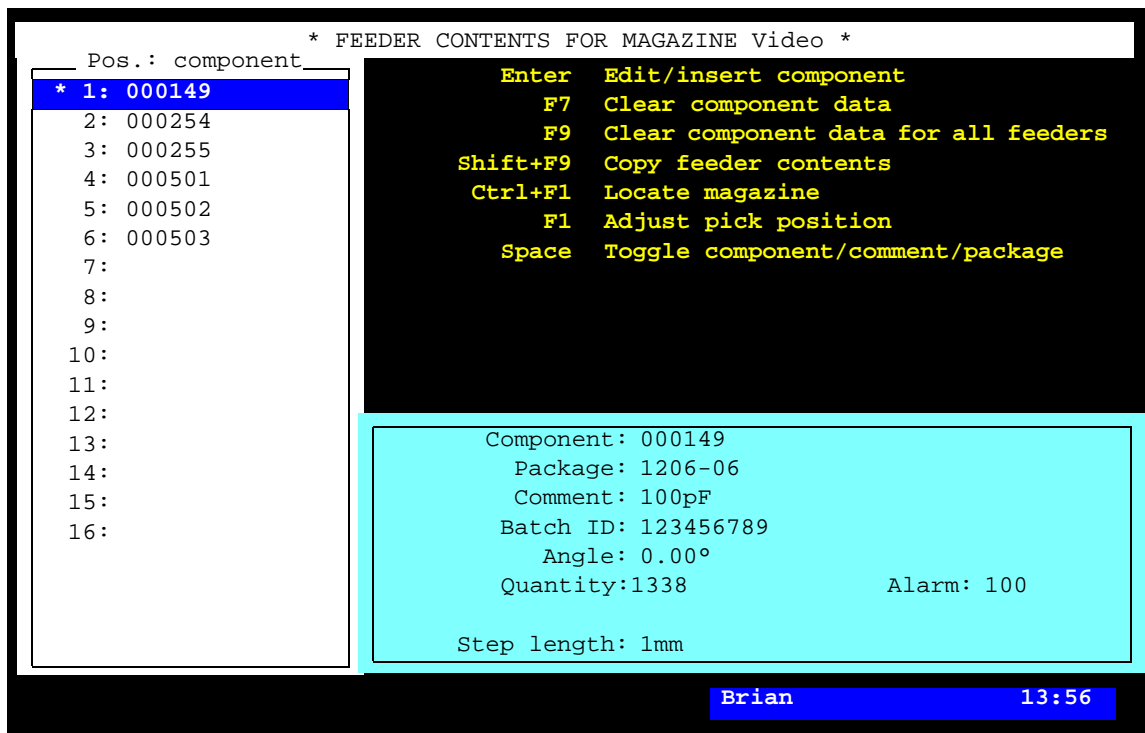 * FEEDER CONTENTS FOR MAGAZINE Video *
Pos.: component
* 1: 000149
2: 000254
3: 000255
4: 000501
5: 000502
6: 000503
7:
8:
9:
10:
11:
12:
13:
14:
15:
16:
Enter Edit/insert component
F7 Clear component data
F9 Clear component data for all feeders
Shift+F9 Copy feeder contents
Ctrl+F1 Locate magazine
F1 Adjust pick position
Space Toggle component/comment/package
Component: 000149
Package: 1206-06
Comment: 100pF
Batch ID: 123456789
Angle: 0.00°
Quantity:1338 Alarm: 100
Step length: 1mm
Brian 13:56